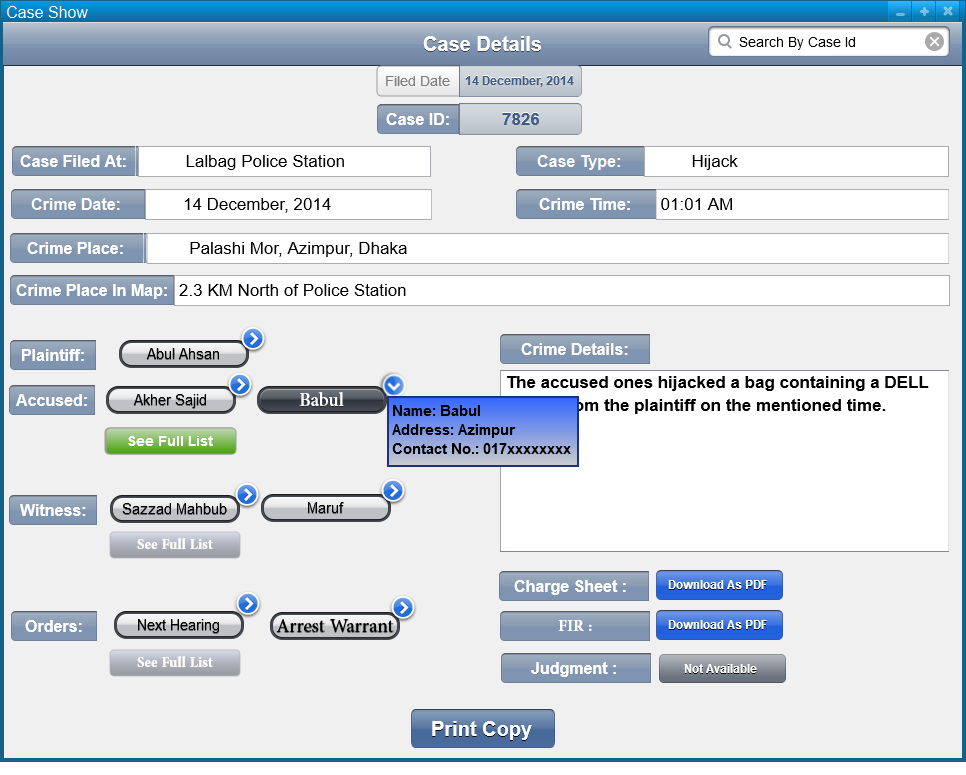 Case Show
Case Details
Search By Case Id
Filed Date 14 December, 2014
Case ID: 7826
Case Filed At: Lalbag Police Station
Case Type: Hijack
Crime Date: 14 December, 2014
Crime Time: 01:01 AM
Crime Place: Palashi Mor, Azimpur, Dhaka
Crime Place In Map: 2.3 KM North of Police Station
Plaintiff: Abul Ahsan
Accused: Akher Sajid Babul
Name: Babul
Address: Azimpur
Contact No.: 017xxxxxxxx
See Full List
Witness: Sazzad Mahbub Maruf
See Full List
Orders: Next Hearing Arrest Warrant
See Full List
Crime Details:
The accused ones hijacked a bag containing a DELL
the plaintiff on the mentioned time.
Charge Sheet : Download As PDF
FIR : Download As PDF
Judgment : Not Available
Print Copy